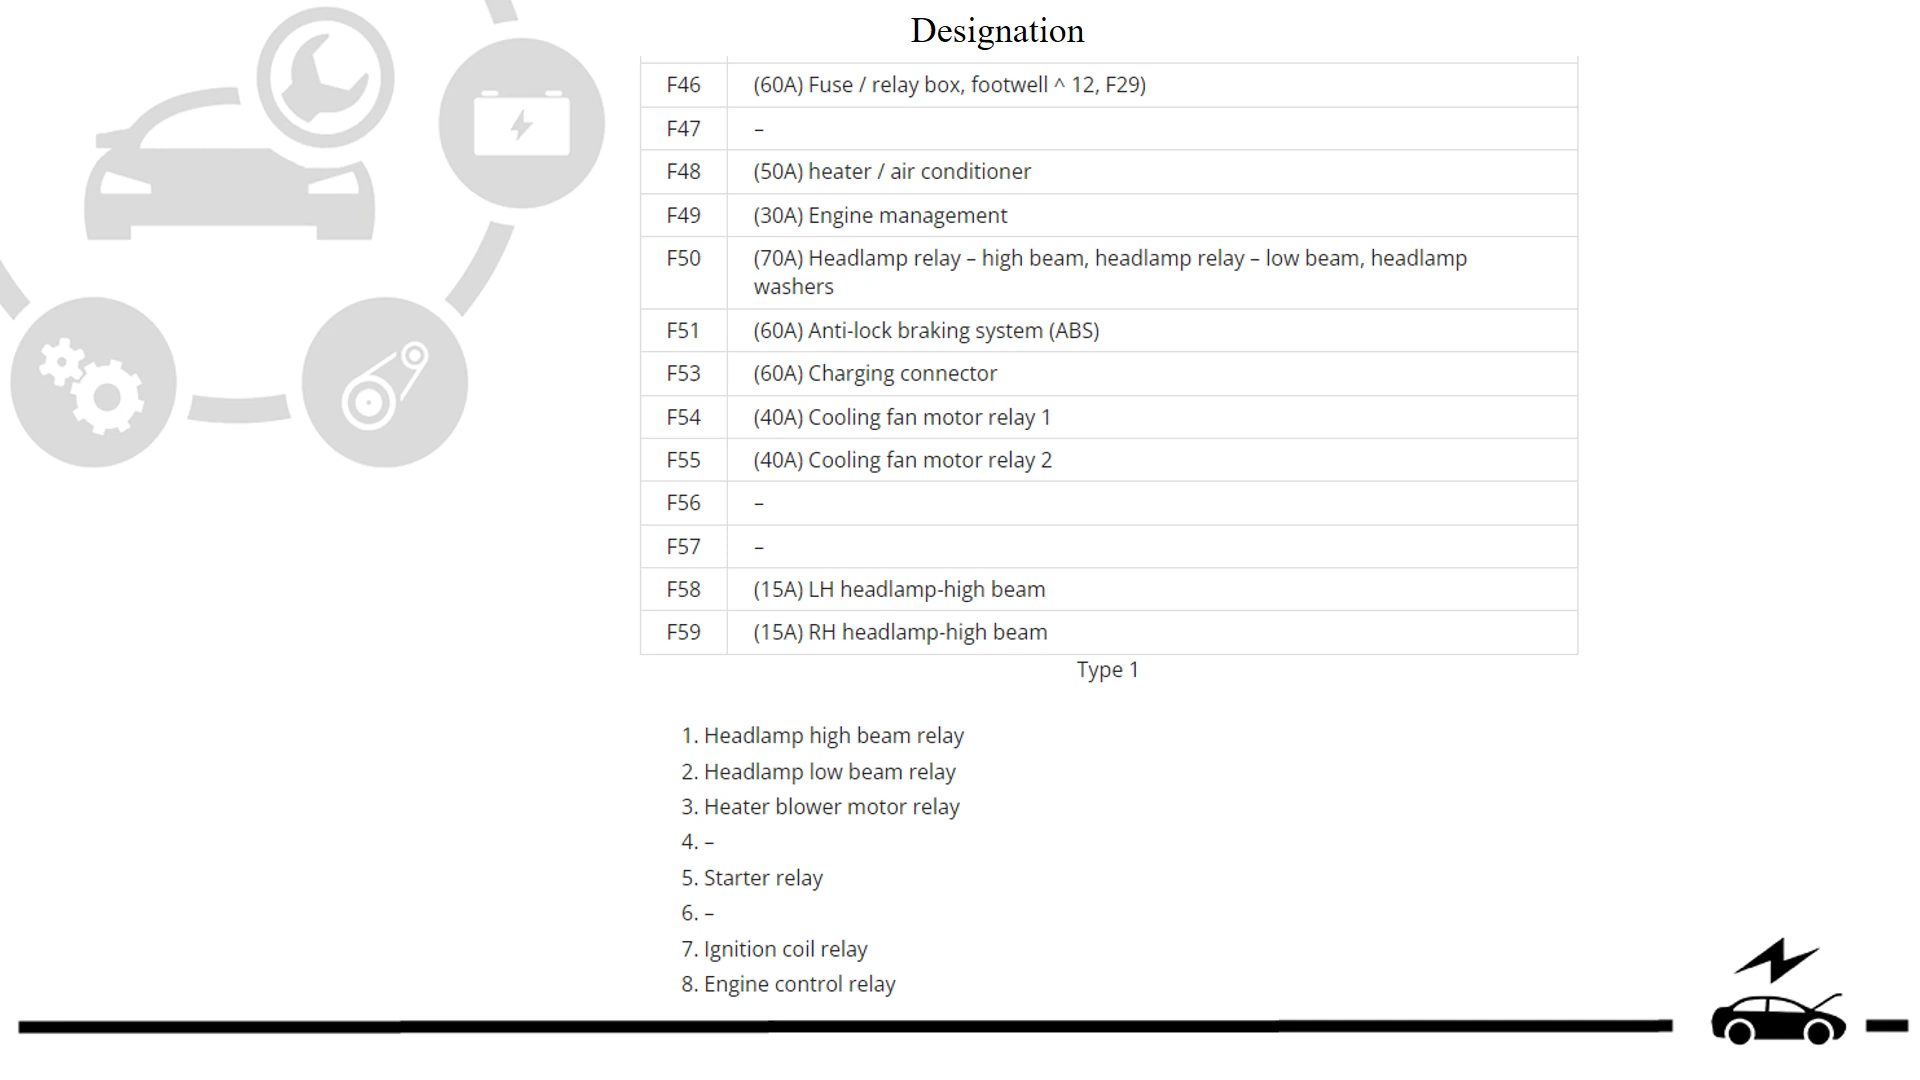 Designation
F46 (60A) Fuse / relay box, footwell ^ 12, F29)
F47 –
F48 (50A) heater / air conditioner
F49 (30A) Engine management
F50 (70A) Headlamp relay – high beam, headlamp relay – low beam, headlamp
washers
F51 (60A) Anti-lock braking system (ABS)
F53 (60A) Charging connector
F54 (40A) Cooling fan motor relay 1
F55 (40A) Cooling fan motor relay 2
F56 –
F57 –
F58 (15A) LH headlamp-high beam
F59 (15A) RH headlamp-high beam
Type 1
1. Headlamp high beam relay
2. Headlamp low beam relay
3. Heater blower motor relay
4. –
5. Starter relay
6. –
7. Ignition coil relay
8. Engine control relay